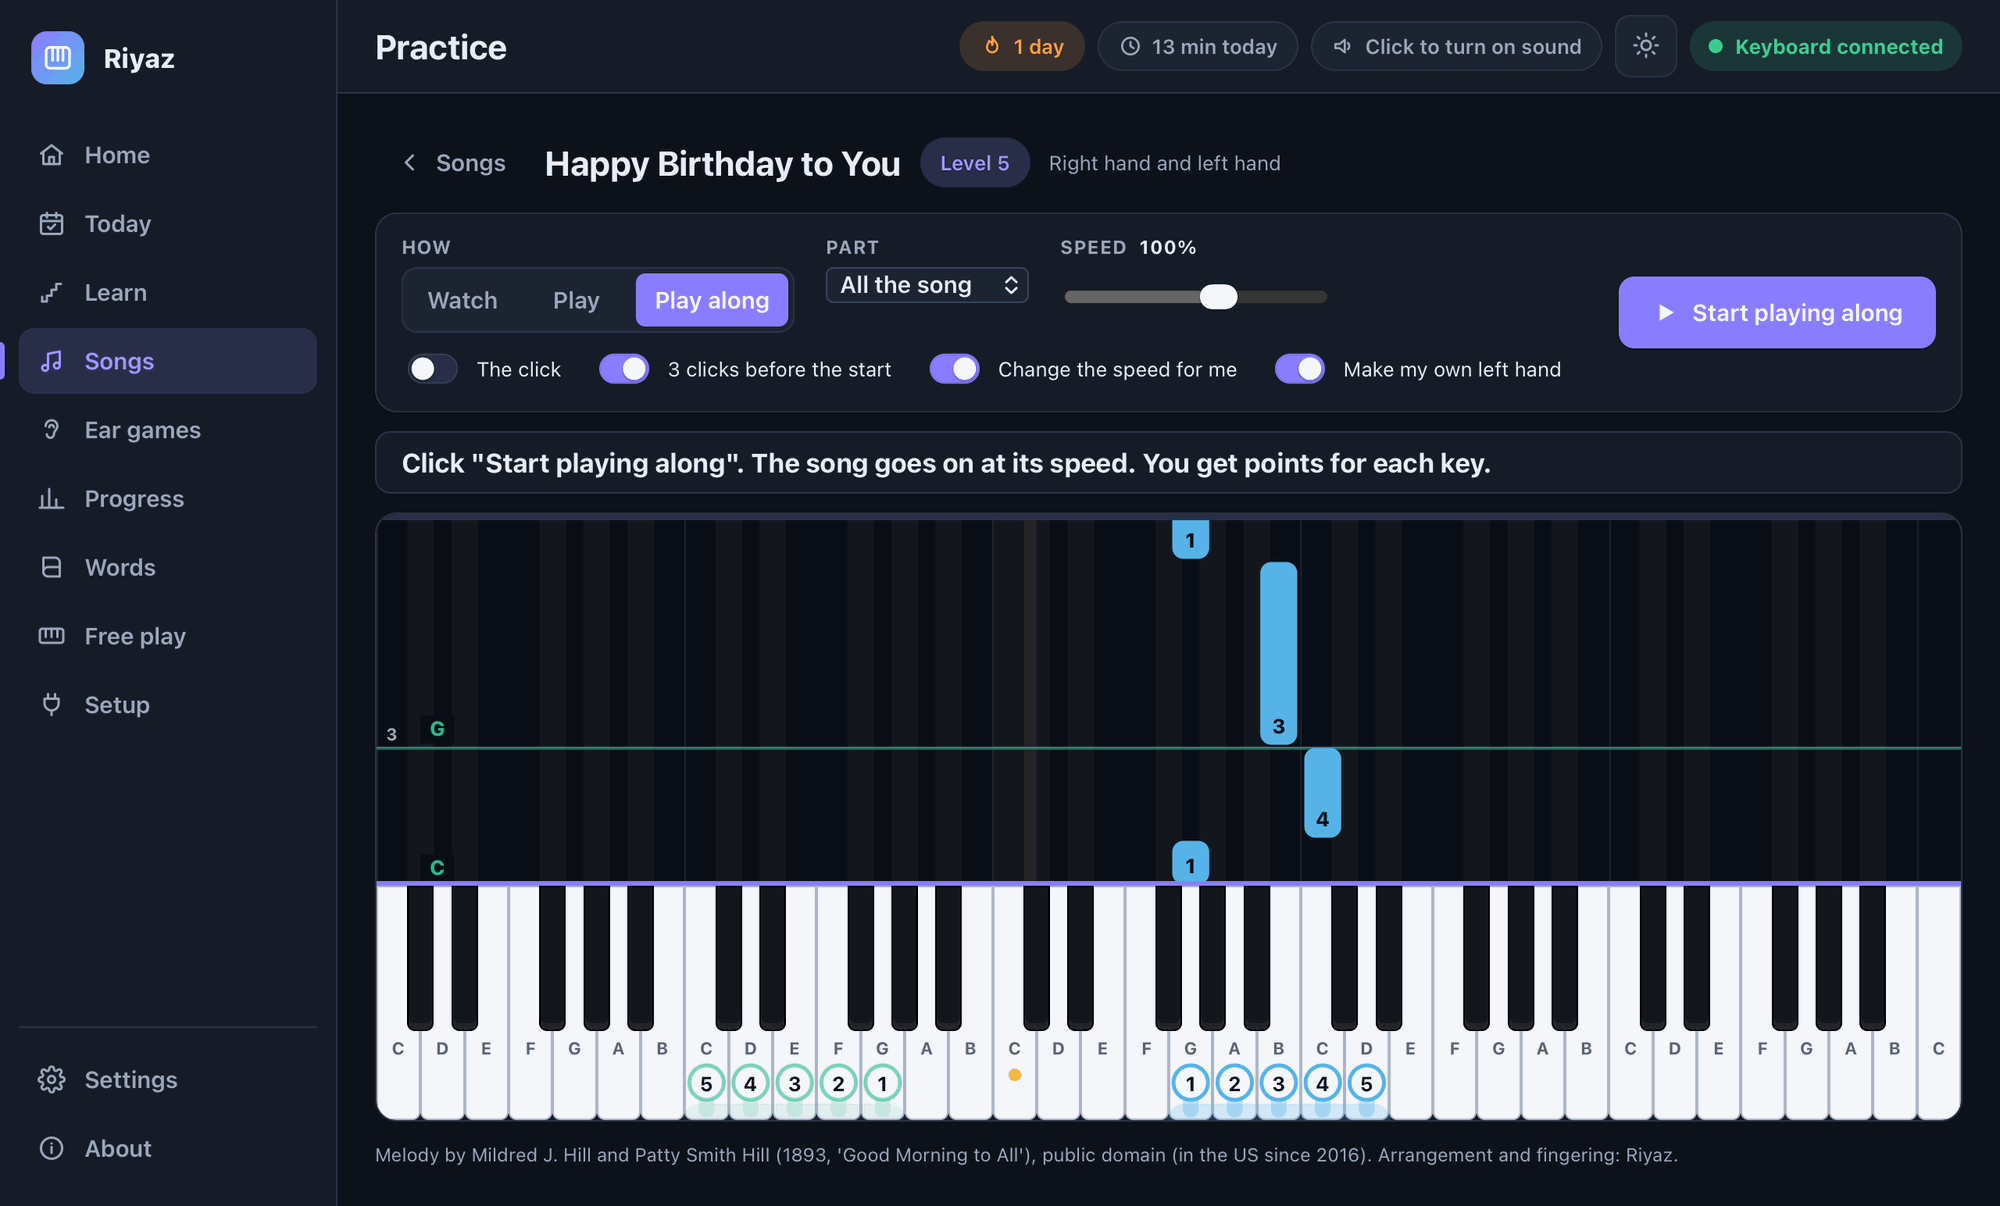 Riyaz
Home
Today
Learn
Songs
Ear games
Progress
Words
Free play
Setup
Settings
About
Practice
1 day
13 min today
Click to turn on sound
Keyboard connected
Songs
Happy Birthday to You
Level 5
Right hand and left hand
HOW
Watch
Play
Play along
PART
All the song
SPEED 100%
Start playing along
The click
3 clicks before the start
Change the speed for me
Make my own left hand
Click "Start playing along". The song goes on at its speed. You get points for each key.
1
3
3 G
4
C
1
C D E F G A B C D E F G A B C D E F G A B C D E F G A B C D E F G A B C
5 4 3 2 1 1 2 3 4 5
Melody by Mildred J. Hill and Patty Smith Hill (1893, 'Good Morning to All'), public domain (in the US since 2016). Arrangement and fingering: Riyaz.